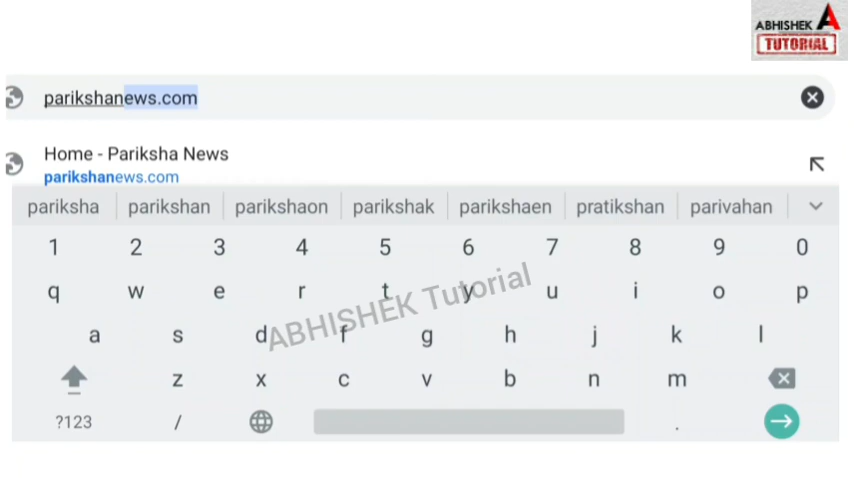 ABHISHEK A
TUTORIAL
parikshanews.com
Home - Pariksha News
parikshanews.com
pariksha parikshan parikshaon parikshak parikshaen pratikshan parivahan
1 2 3 4 5 6 7 8 9 0
q w e r t y u i o p
ABHISHEK Tutorial
a s d f g h j k l
z x c v b n m
?123 / .